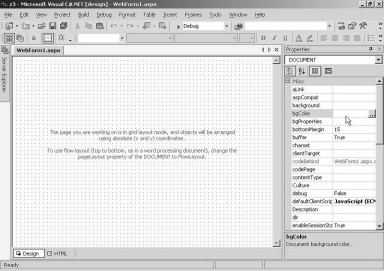 z3 - Microsoft Visual C#.NET [design] - WebForm1.aspx
File Edit View Project Build Debug Format Table Insert Frames Tools Window Help
Debug
WebForm1.aspx
Server Explorer
The page you are working on is in grid layout mode, and objects will be arranged
using absolute (x and y) coordinates.
To use flow layout (top to bottom, as in a word processing document), change the
pageLayout property of the DOCUMENT to FlowLayout.
Design HTML
Ready
Properties
DOCUMENT
Misc
aLink
aspCompat
background
bgColor
bgProperties
bottomMargin 15
buffer True
charset
clientTarget
codebehind WebForm1.aspx.c
codePage
contentType
Culture
debug False
defaultClientScrip JavaScript (ECM
Description
dir
enableSessionSta True
bgColor
Document background color.